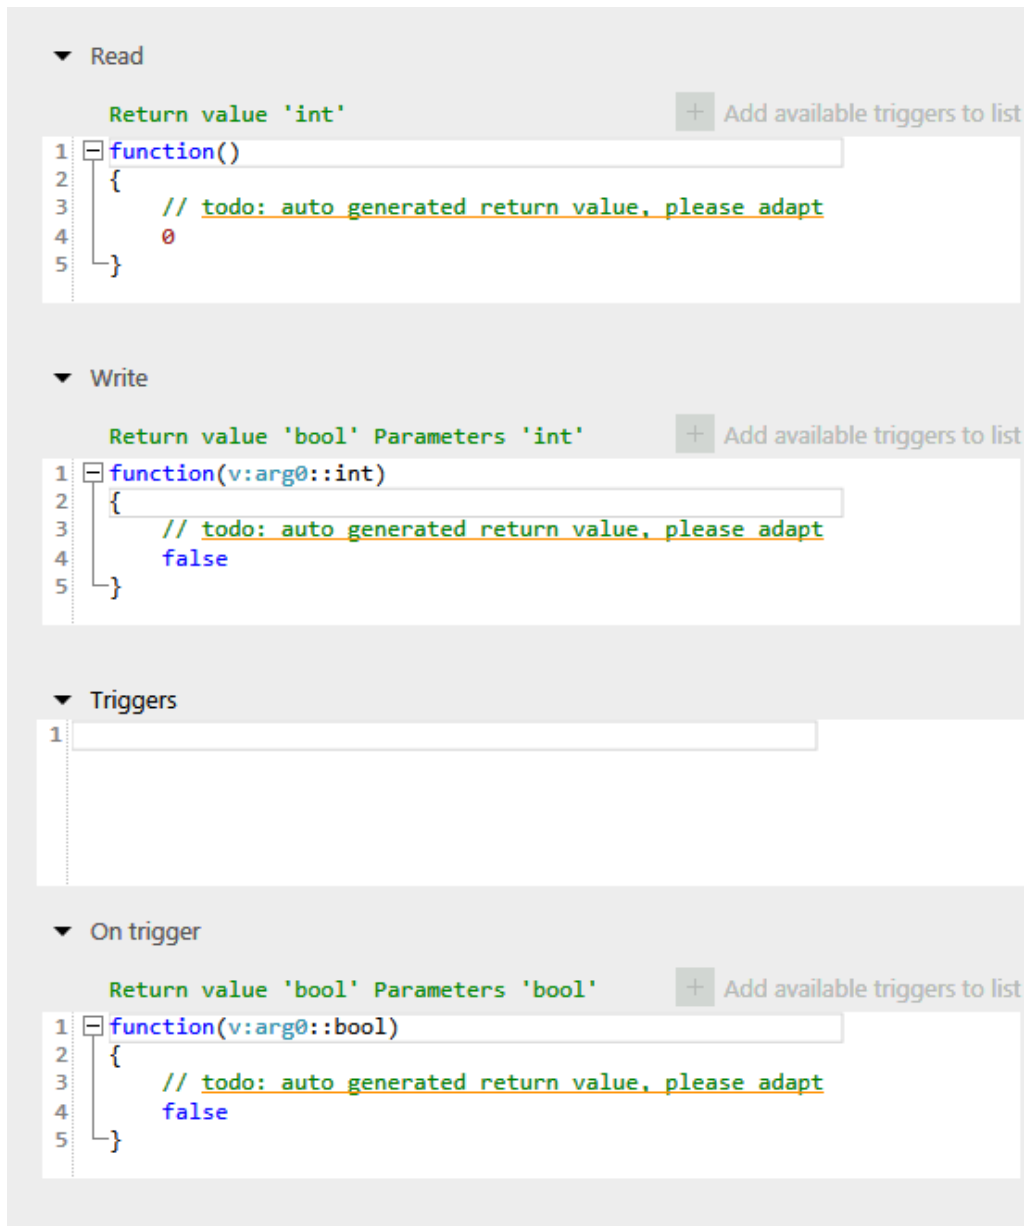 Read
Return value 'int' + Add available triggers to list
1 function()
2 {
3 // todo: auto generated return value, please adapt
4 0
5 }
Write
Return value 'bool' Parameters 'int' + Add available triggers to list
1 function(v:arg0::int)
2 {
3 // todo: auto generated return value, please adapt
4 false
5 }
Triggers
1
On trigger
Return value 'bool' Parameters 'bool' + Add available triggers to list
1 function(v:arg0::bool)
2 {
3 // todo: auto generated return value, please adapt
4 false
5 }